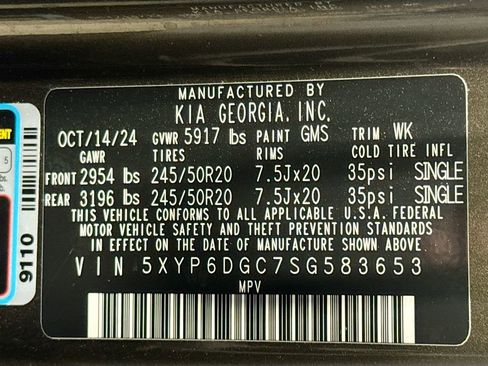 MANUFACTURED BY
KIA GEORGIA, INC.
OCT/14/24 GVWR 5917 lbs PAINT GMS TRIM WK
GAWR TIRES RIMS COLD TIRE INFL
FRONT 2954 lbs 245/50R20 7.5Jx20 35psi SINGLE
REAR 3196 lbs 245/50R20 7.5Jx20 35psi SINGLE
THIS VEHICLE CONFORMS TO ALL APPLICABLE U.S.A. FEDERAL
MOTOR VEHICLE SAFETY AND THEFT PREVENTION STANDARDS
IN EFFECT ON THE DATE OF MANUFACTURE SHOWN ABOVE.
VIN 5XYP6DGC7SG583653
MPV
5
9110